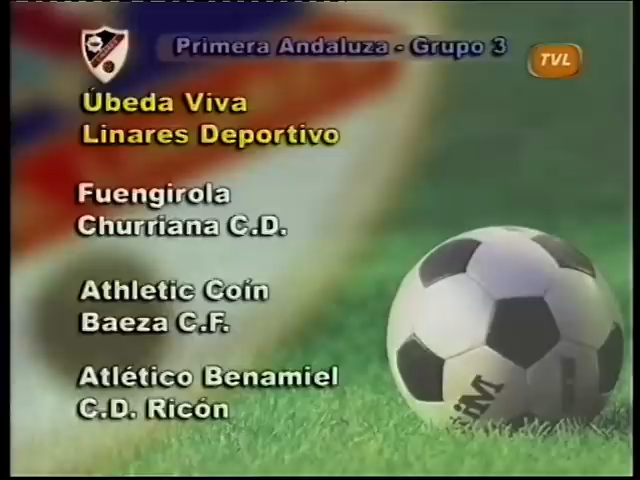 Primera Andaluza - Grupo 3
TVL
Úbeda Viva
Linares Deportivo
Fuengirola
Churriana C.D.
Athletic Coín
Baeza C.F.
Atlético Benamiel
C.D. Ricón